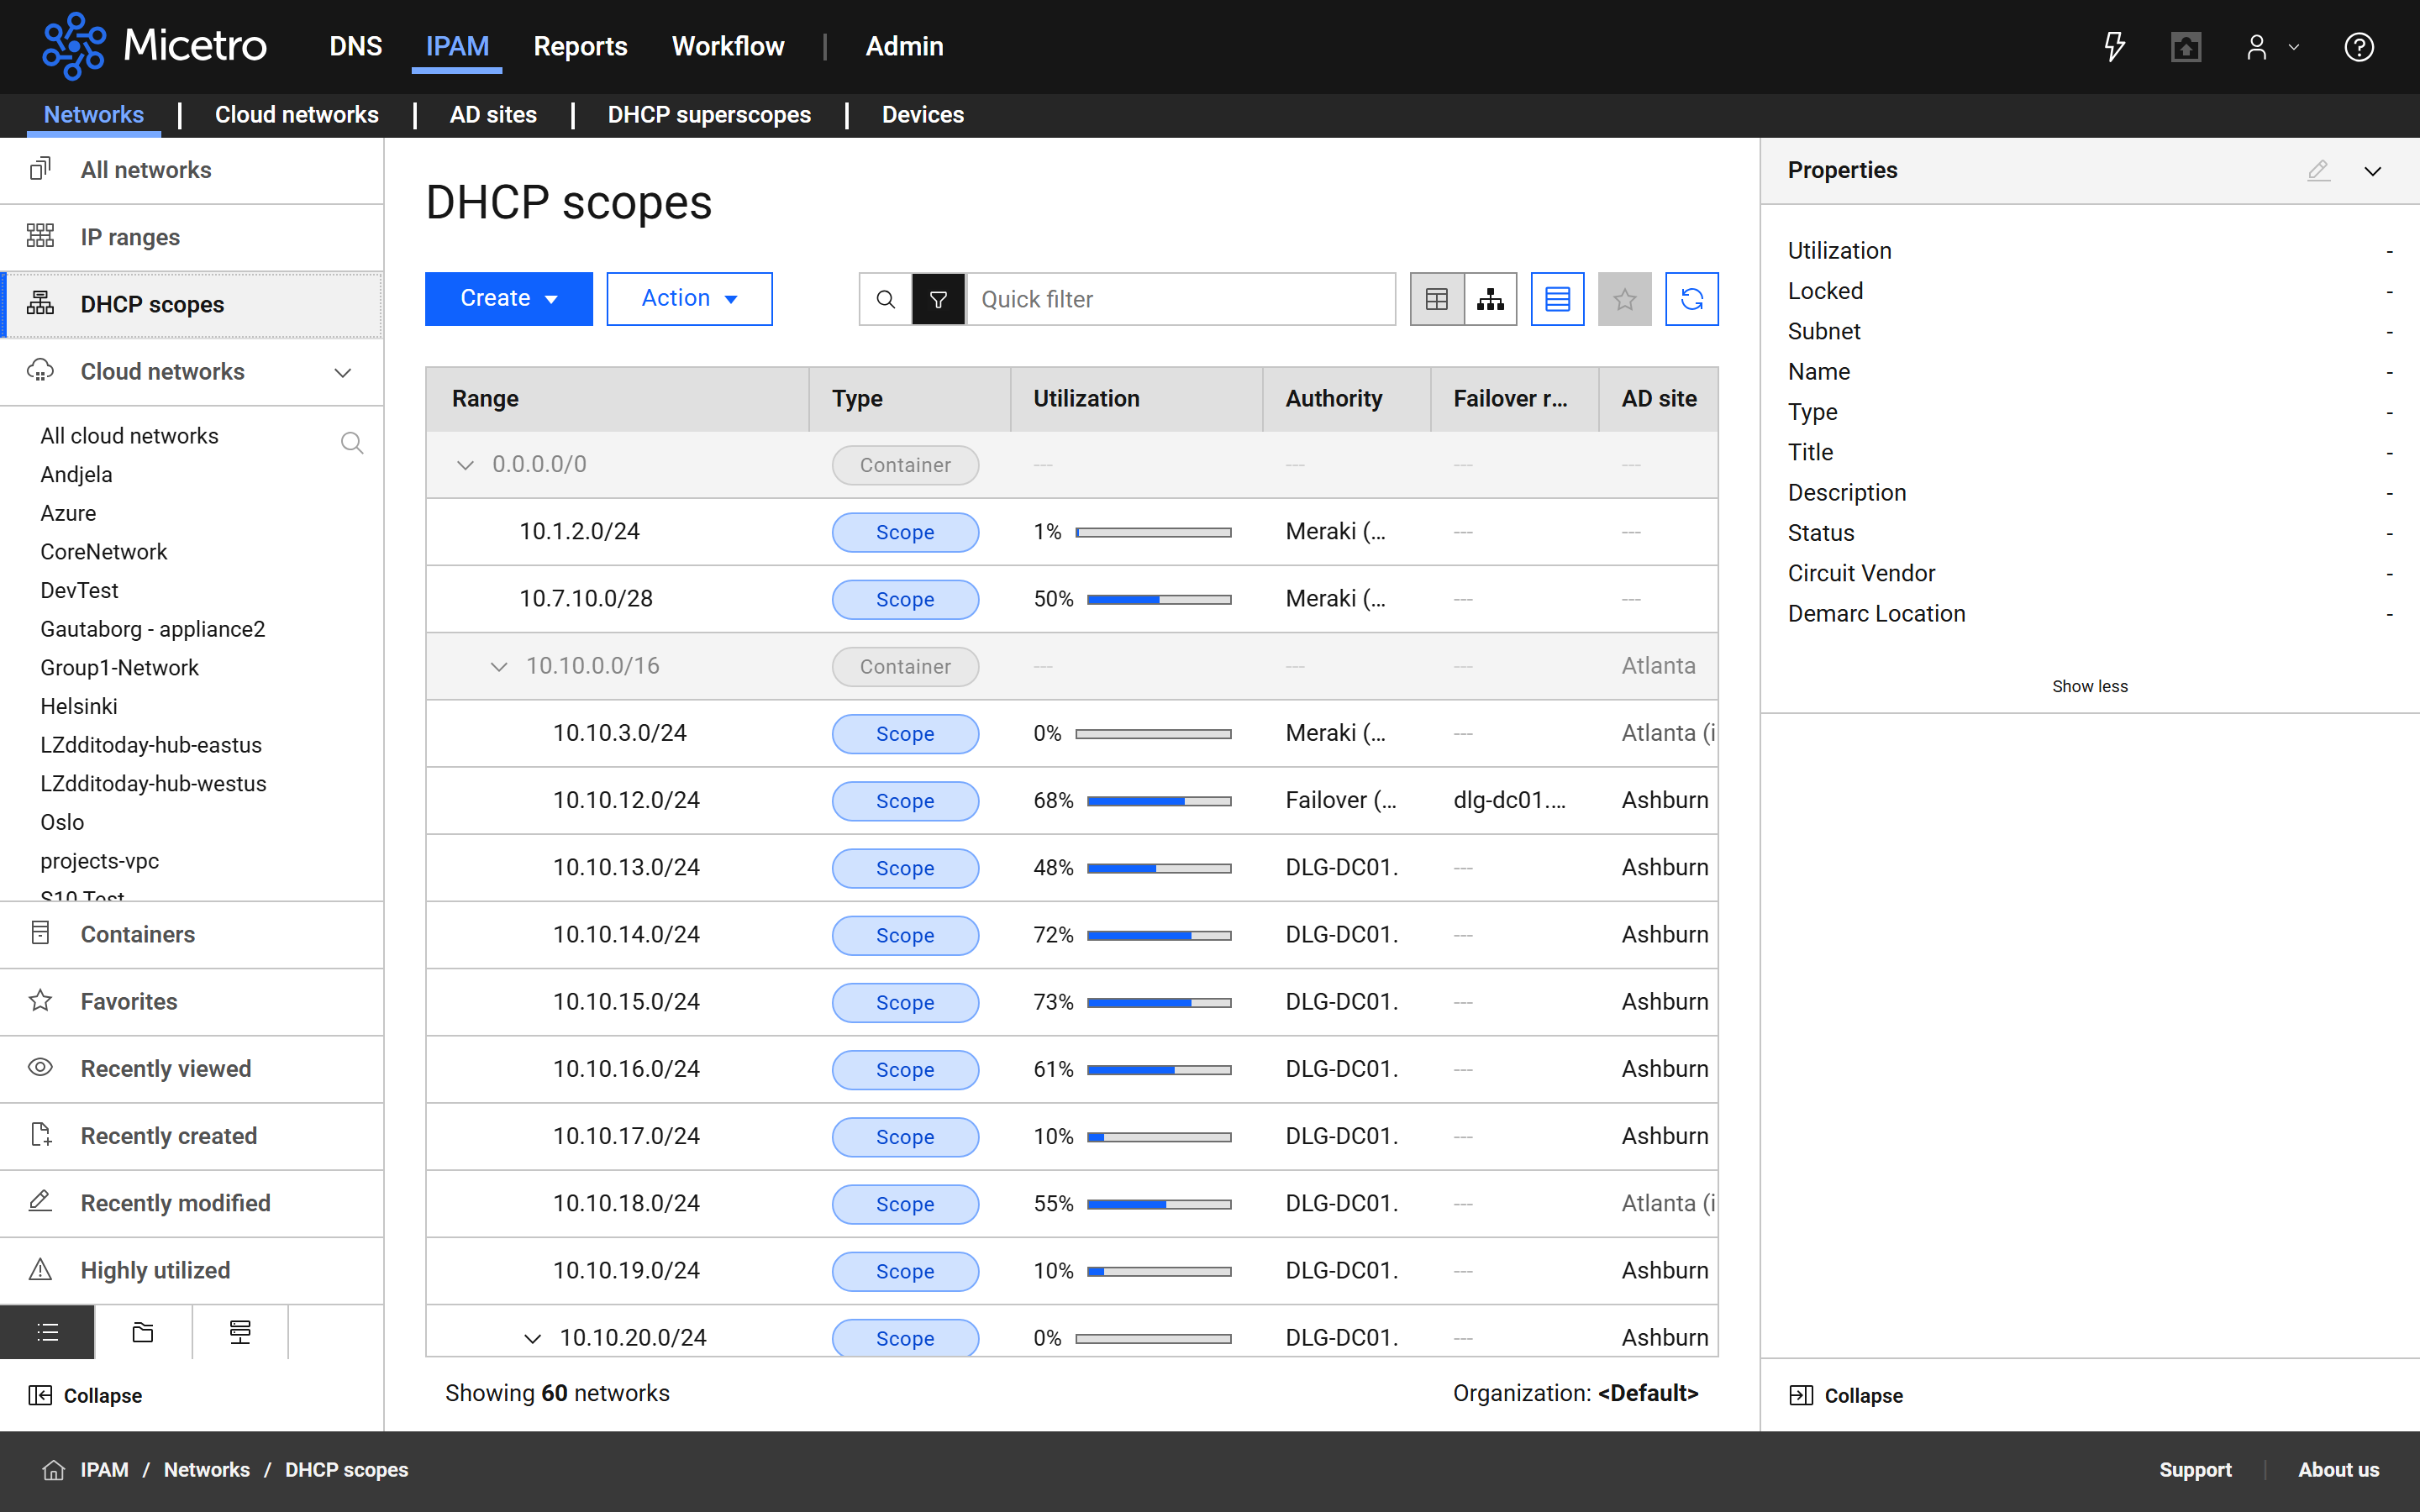 Micetro DNS IPAM Reports Workflow | Admin
Networks | Cloud networks | AD sites | DHCP superscopes | Devices
All networks
IP ranges
DHCP scopes
Cloud networks
All cloud networks
Andjela
Azure
CoreNetwork
DevTest
Gautaborg - appliance2
Group1-Network
Helsinki
LZdditoday-hub-eastus
LZdditoday-hub-westus
Oslo
projects-vpc
S10 Test
Containers
Favorites
Recently viewed
Recently created
Recently modified
Highly utilized
Collapse
DHCP scopes
Create Action Quick filter
Range Type Utilization Authority Failover r... AD site
0.0.0.0/0 Container --- --- --- ---
10.1.2.0/24 Scope 1% Meraki (... --- ---
10.7.10.0/28 Scope 50% Meraki (... --- ---
10.10.0.0/16 Container --- --- --- Atlanta
10.10.3.0/24 Scope 0% Meraki (... --- Atlanta (i
10.10.12.0/24 Scope 68% Failover (... dlg-dc01.... Ashburn
10.10.13.0/24 Scope 48% DLG-DC01. --- Ashburn
10.10.14.0/24 Scope 72% DLG-DC01. --- Ashburn
10.10.15.0/24 Scope 73% DLG-DC01. --- Ashburn
10.10.16.0/24 Scope 61% DLG-DC01. --- Ashburn
10.10.17.0/24 Scope 10% DLG-DC01. --- Ashburn
10.10.18.0/24 Scope 55% DLG-DC01. --- Atlanta (i
10.10.19.0/24 Scope 10% DLG-DC01. --- Ashburn
10.10.20.0/24 Scope 0% DLG-DC01. --- Ashburn
Showing 60 networks Organization: <Default>
Properties
Utilization -
Locked -
Subnet -
Name -
Type -
Title -
Description -
Status -
Circuit Vendor -
Demarc Location -
Show less
Collapse
IPAM / Networks / DHCP scopes
Support | About us